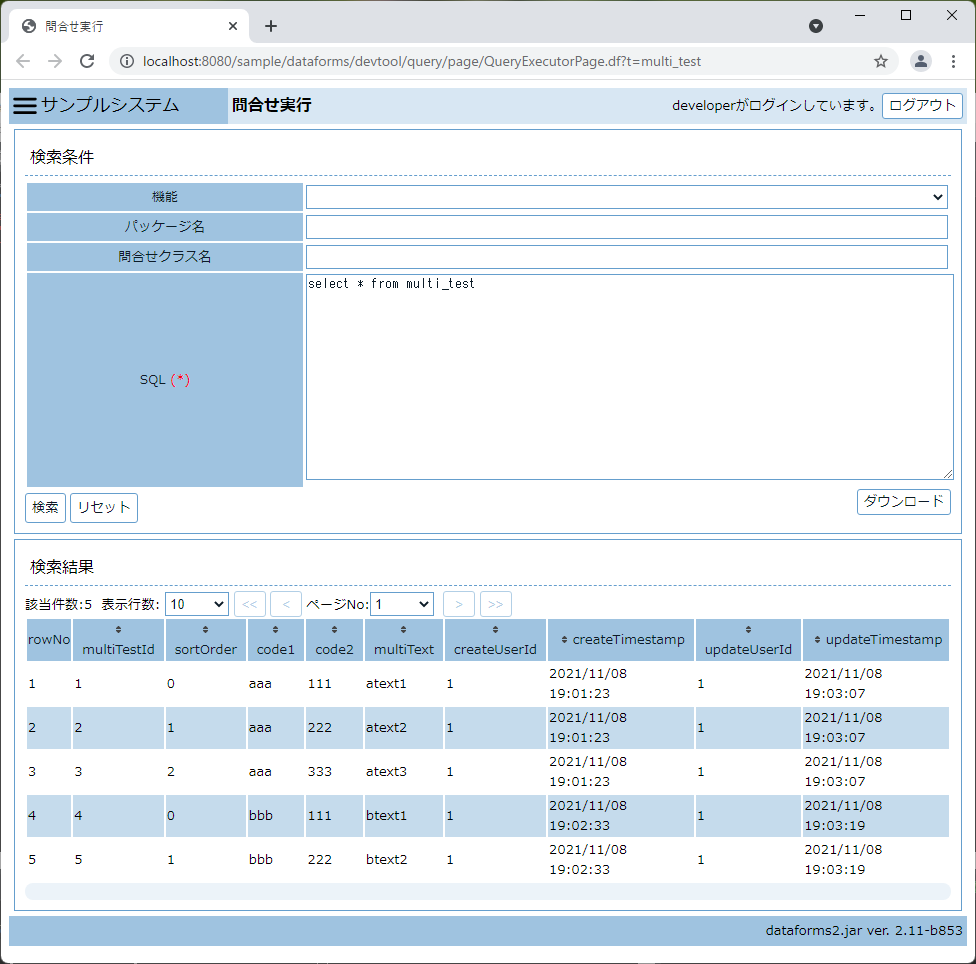 問合せ実行
localhost:8080/sample/dataforms/devtool/query/page/QueryExecutorPage.df?t=multi_test
サンプルシステム 問合せ実行 developerがログインしています。 ログアウト
検索条件
機能
パッケージ名
問合せクラス名
select * from multi_test
SQL (*)
検索 リセット ダウンロード
検索結果
該当件数:5 表示行数: 10 << < ページNo: 1 > >>
rowNo multiTestId sortOrder code1 code2 multiText createUserId createTimestamp updateUserId updateTimestamp
1 1 0 aaa 111 atext1 1 2021/11/08 19:01:23 1 2021/11/08 19:03:07
2 2 1 aaa 222 atext2 1 2021/11/08 19:01:23 1 2021/11/08 19:03:07
3 3 2 aaa 333 atext3 1 2021/11/08 19:01:23 1 2021/11/08 19:03:07
4 4 0 bbb 111 btext1 1 2021/11/08 19:02:33 1 2021/11/08 19:03:19
5 5 1 bbb 222 btext2 1 2021/11/08 19:02:33 1 2021/11/08 19:03:19
dataforms2.jar ver. 2.11-b853